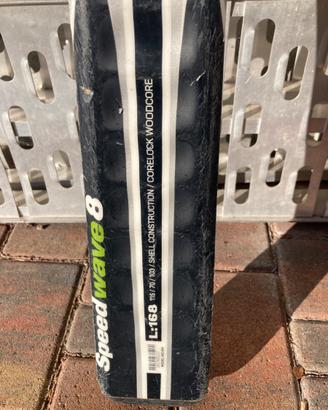 Speedwave 8
L:168 115/70/103/SHELL CONSTRUCTION/CORELOCK WOODCORE